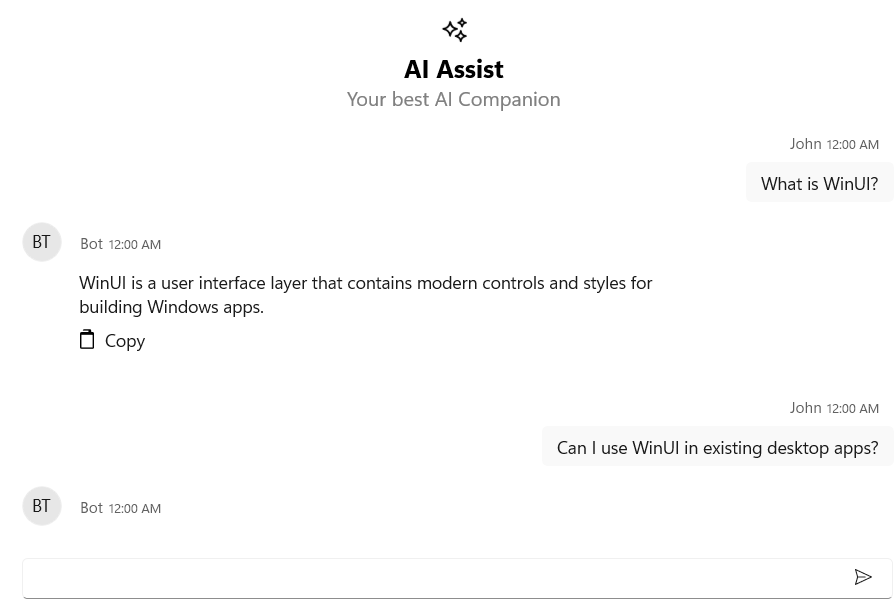 AI Assist
Your best AI Companion
John 12:00 AM
What is WinUI?
BT
Bot 12:00 AM
WinUI is a user interface layer that contains modern controls and styles for
building Windows apps.
Copy
John 12:00 AM
Can I use WinUI in existing desktop apps?
BT
Bot 12:00 AM